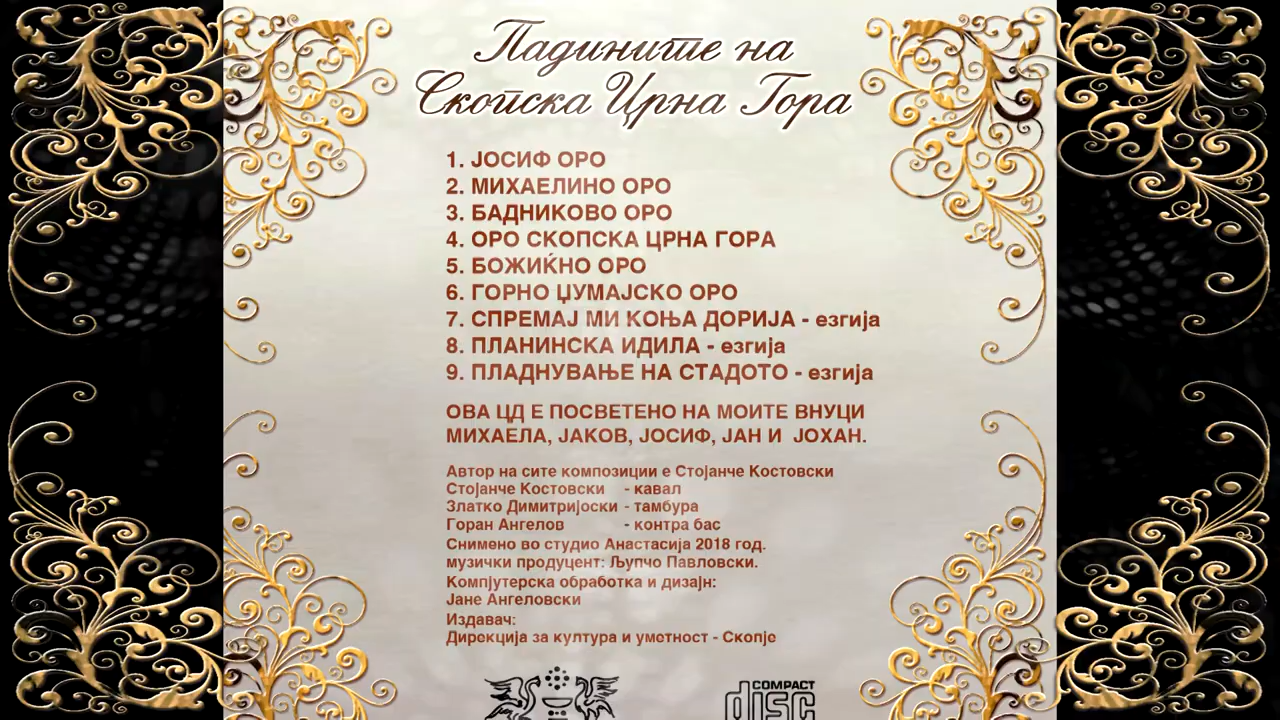 Падините на
Скопска Црна Гора
1. ЈОСИФ ОРО
2. МИХАЕЛИНО ОРО
3. БАДНИКОВО ОРО
4. ОРО СКОПСКА ЦРНА ГОРА
5. БОЖИЌНО ОРО
6. ГОРНО ЏУМАЈСКО ОРО
7. СПРЕМАЈ МИ КОЊА ДОРИЈА - езгија
8. ПЛАНИНСКА ИДИЛА - езгија
9. ПЛАДНУВАЊЕ НА СТАДОТО - езгија
ОВА ЦД Е ПОСВЕТЕНО НА МОИТЕ ВНУЦИ
МИХАЕЛА, ЈАКОВ, ЈОСИФ, ЈАН И ЈОХАН.
Автор на сите композиции е Стојанче Костовски
Стојанче Костовски - кавал
Златко Димитријоски - тамбура
Горан Ангелов - контра бас
Снимено во студио Анастасија 2018 год.
музички продуцент: Љупчо Павловски.
Компјутерска обработка и дизајн:
Јане Ангеловски
Издавач:
Дирекција за култура и уметност - Скопје
COMPACT
disc